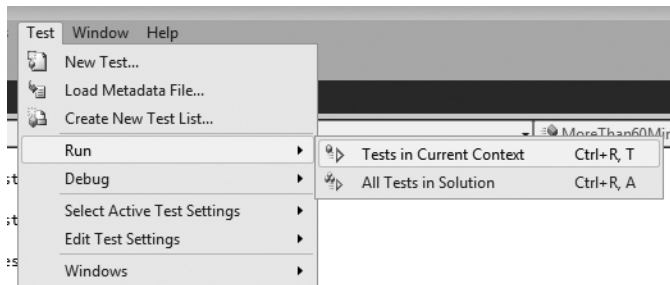 Test Window Help
New Test...
Load Metadata File...
Create New Test List...
MoreThan60Mi
Run
Tests in Current Context Ctrl+R, T
Debug
All Tests in Solution Ctrl+R, A
Select Active Test Settings
Edit Test Settings
Windows